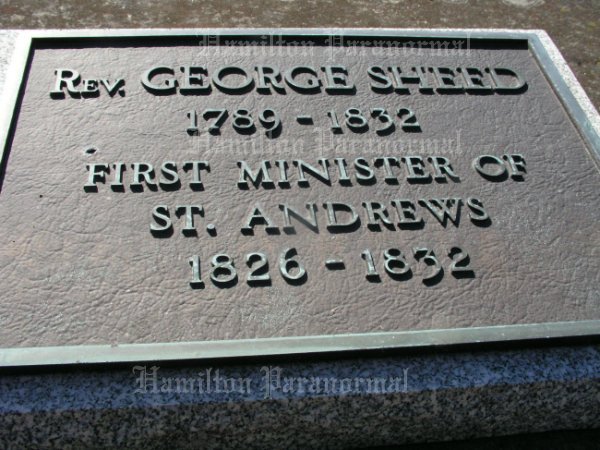 Hamilton Paranormal
Rev. George Sheed
1789 - 1832
Hamilton Paranormal
First Minister of
St. Andrews
1826 - 1832
Hamilton Paranormal